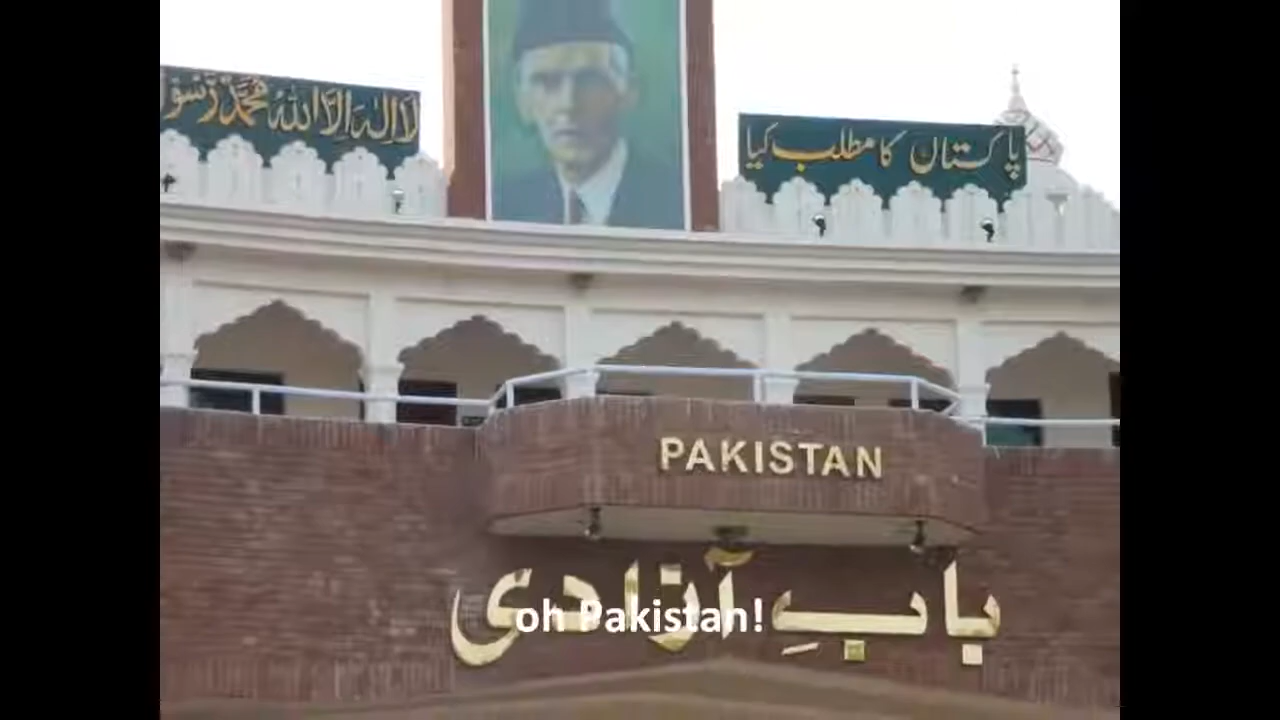 پاکستان کا مطلب کیا
لا الہ الا اللہ محمد رسو
PAKISTAN
بابِ آزادی
oh Pakistan!